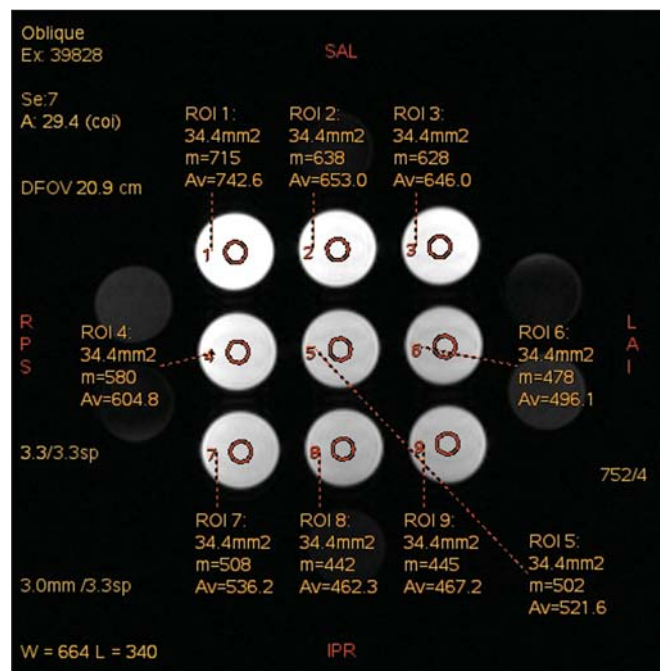 Oblique
Ex: 39828
SAL
Se:7
A: 29.4 (coi)
DFOV 20.9 cm
ROI 1:
34.4mm2
m=715
Av=742.6
ROI 2:
34.4mm2
m=638
Av=653.0
ROI 3:
34.4mm2
m=628
Av=646.0
1
2
3
R
P
S
ROI 4:
34.4mm2
m=580
Av=604.8
4
5
6
ROI 6:
34.4mm2
m=478
Av=496.1
L
A
I
3.3/3.3sp
7
8
9
752/4
ROI 7:
34.4mm2
m=508
Av=536.2
ROI 8:
34.4mm2
m=442
Av=462.3
ROI 9:
34.4mm2
m=445
Av=467.2
ROI 5:
34.4mm2
m=502
Av=521.6
3.0mm /3.3sp
W = 664 L = 340
IPR